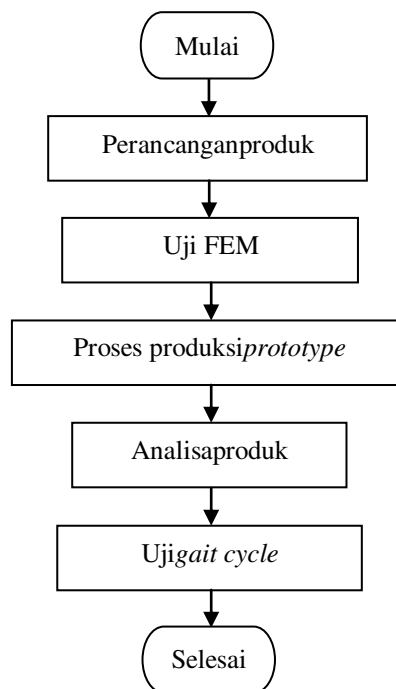 Mulai
Perancanganproduk
Uji FEM
Proses produksiprototype
Analisaproduk
Ujigait cycle
Selesai